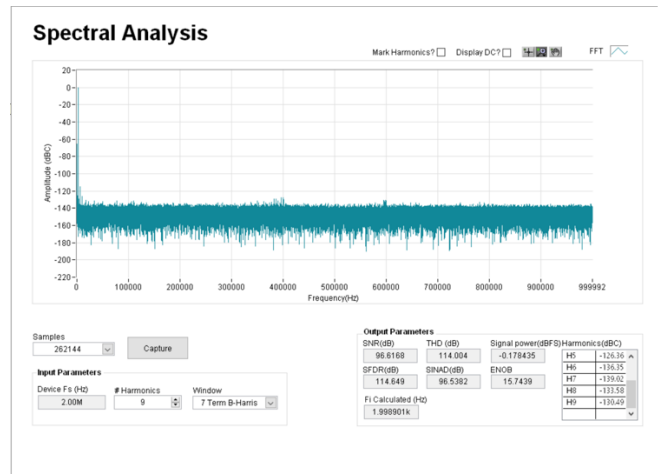 Spectral Analysis
Mark Harmonics? Display DC? FFT
20
0
-20
-40
-60
-80
-100
-120
-140
-160
-180
-200
-220
Amplitude (dBC)
0 100000 200000 300000 400000 500000 600000 700000 800000 900000 999992
Frequency(Hz)
Samples
262144
Capture
Input Parameters
Device Fs (Hz) # Harmonics Window
2.00M 9 7 Term B-Harris
Output Parameters
SNR(dB) THD (dB) Signal power(dBFS) Harmonics(dBC)
96.6168 114.004 -0.178435
SFDR(dB) SINAD(dB) ENOB
114.649 96.5382 15.7439
Fi Calculated (Hz)
1.998901k
H5 -126.36
H6 -136.35
H7 -139.02
H8 -133.58
H9 -130.49